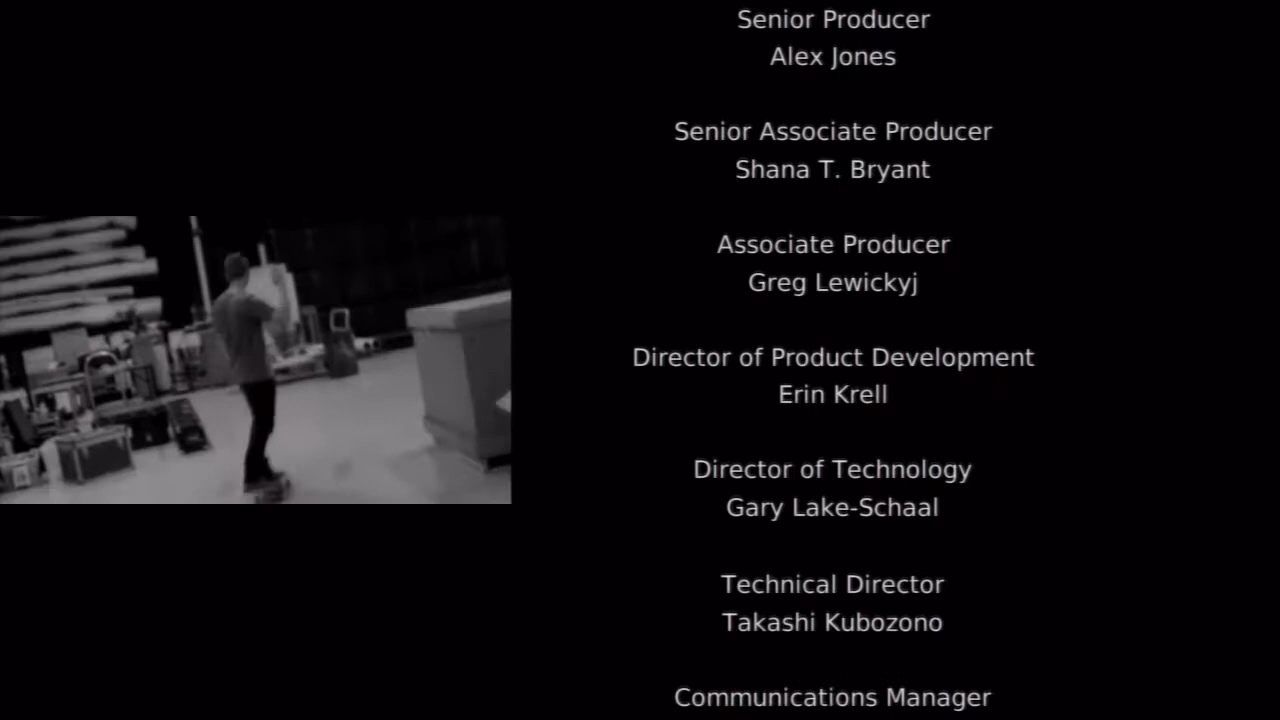 Senior Producer
Alex Jones
Senior Associate Producer
Shana T. Bryant
Associate Producer
Greg Lewickyj
Director of Product Development
Erin Krell
Director of Technology
Gary Lake-Schaal
Technical Director
Takashi Kubozono
Communications Manager